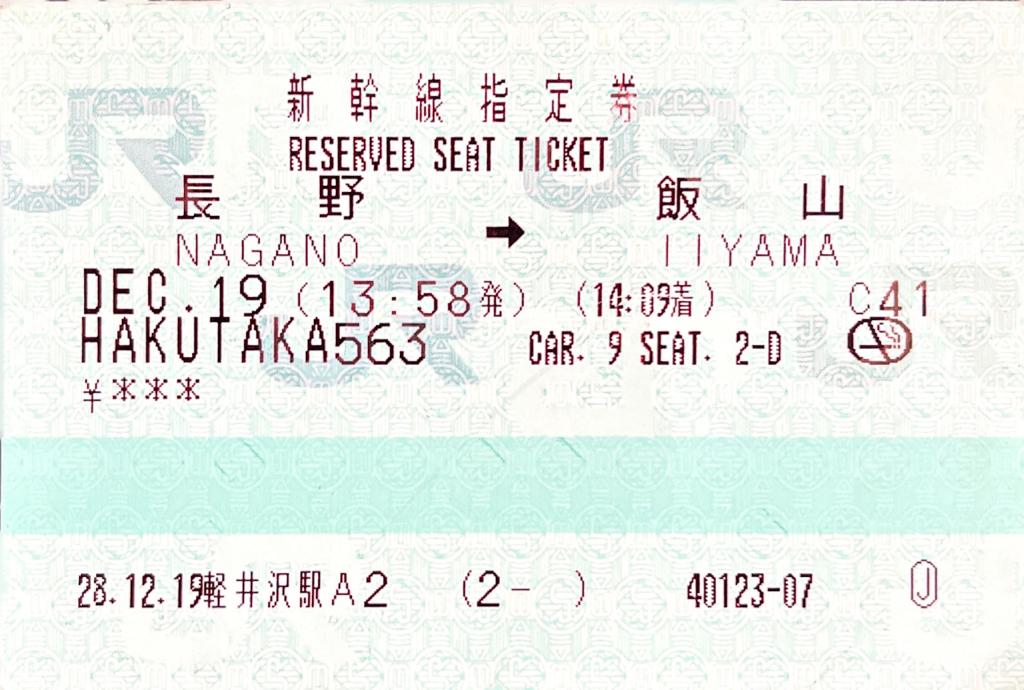 新幹線指定券
RESERVED SEAT TICKET
長野 → 飯山
NAGANO IIYAMA
DEC.19 (13:58発) (14:09着) C41
HAKUTAKA563 CAR. 9 SEAT. 2-D
¥***
28.12.19軽井沢駅A2 (2- ) 40123-07 Ⓙ